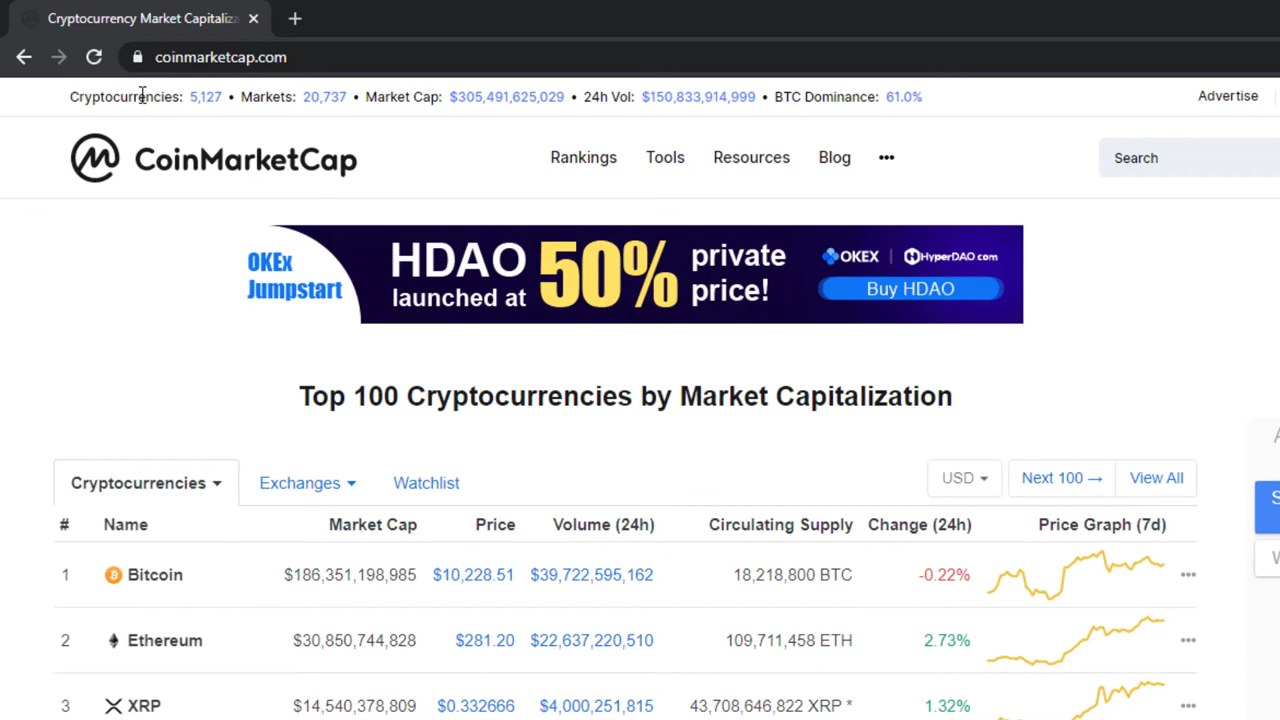 Cryptocurrency Market Capitaliza
coinmarketcap.com
Cryptocurrencies: 5,127 • Markets: 20,737 • Market Cap: $305,491,625,029 • 24h Vol: $150,833,914,999 • BTC Dominance: 61.0% Advertise
CoinMarketCap Rankings Tools Resources Blog ••• Search
OKEx Jumpstart
HDAO launched at 50% private price!
OKEX | HyperDAO.com
Buy HDAO
Top 100 Cryptocurrencies by Market Capitalization
Cryptocurrencies Exchanges Watchlist USD Next 100 → View All
# Name Market Cap Price Volume (24h) Circulating Supply Change (24h) Price Graph (7d)
1 Bitcoin $186,351,198,985 $10,228.51 $39,722,595,162 18,218,800 BTC -0.22%
2 Ethereum $30,850,744,828 $281.20 $22,637,220,510 109,711,458 ETH 2.73%
3 XRP $14,540,378,809 $0.332666 $4,000,251,815 43,708,646,822 XRP * 1.32%